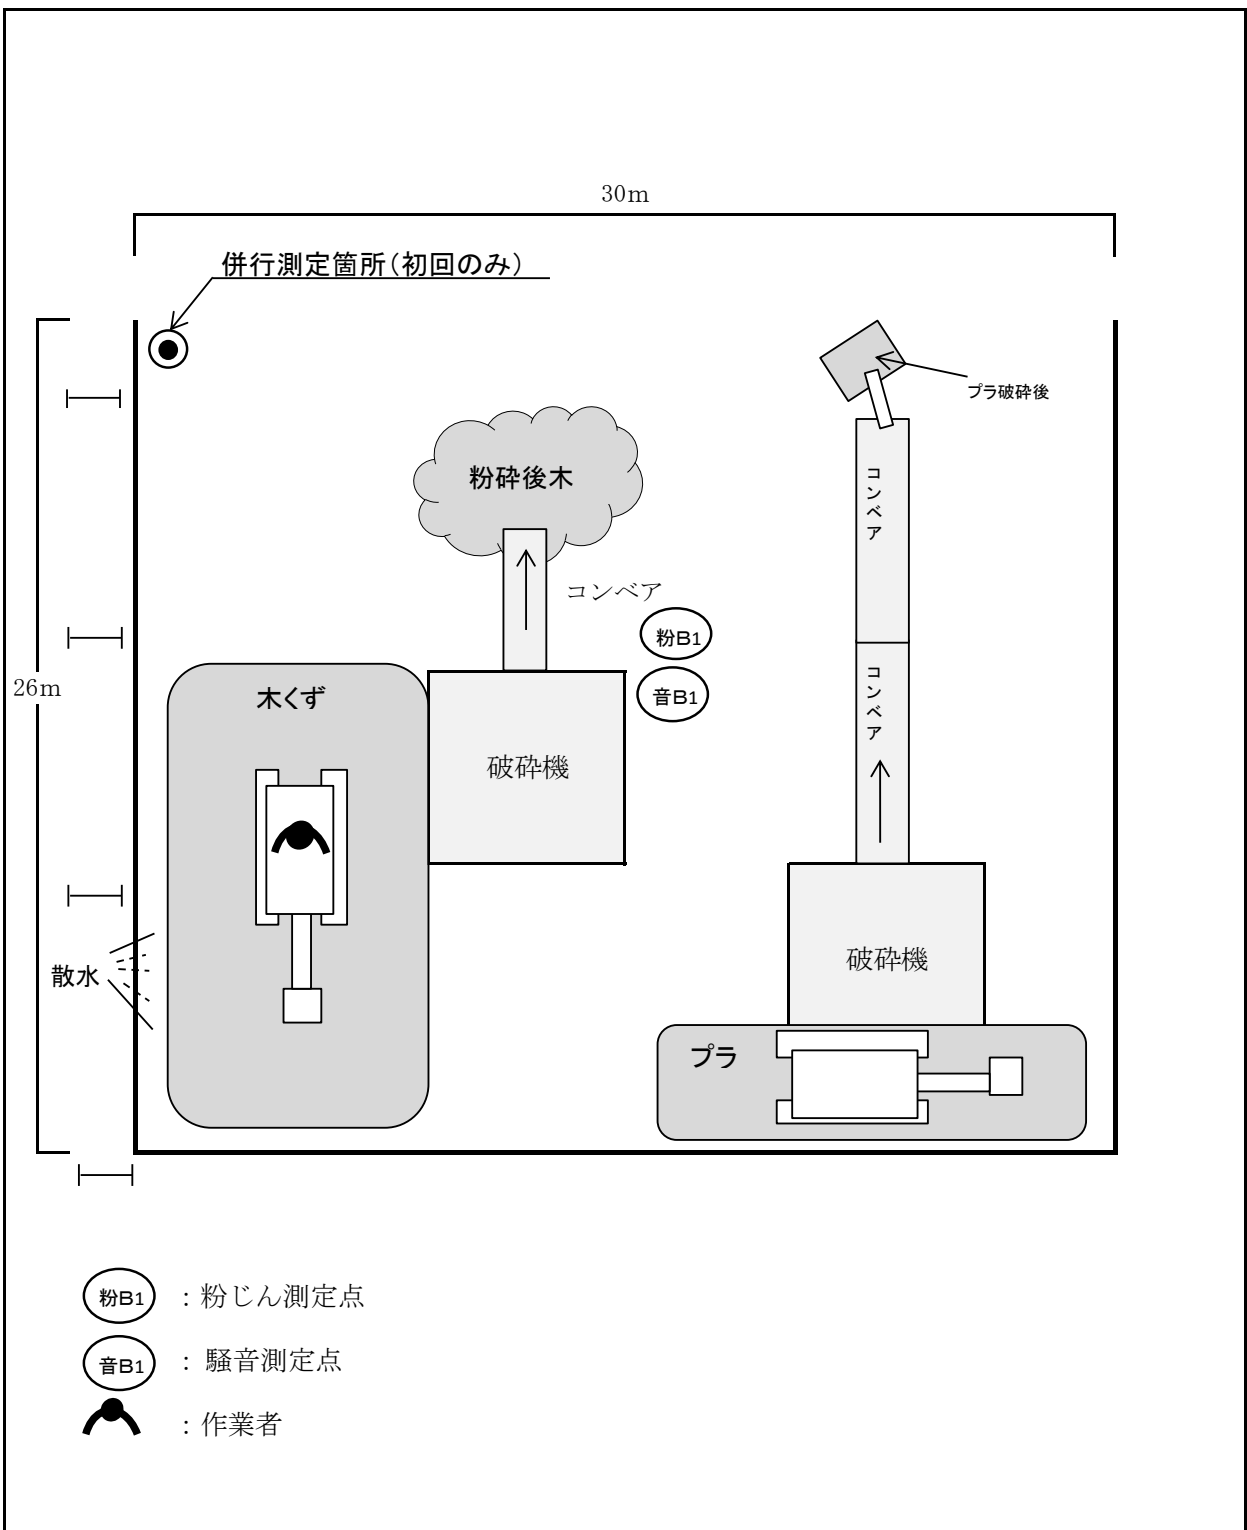 30m
併行測定箇所(初回のみ)
プラ破砕後
粉砕後木
コンベア
コンベア
粉B1
音B1
コンベア
26m
木くず
破砕機
破砕機
散水
プラ
粉B1 : 粉じん測定点
音B1 : 騒音測定点
: 作業者